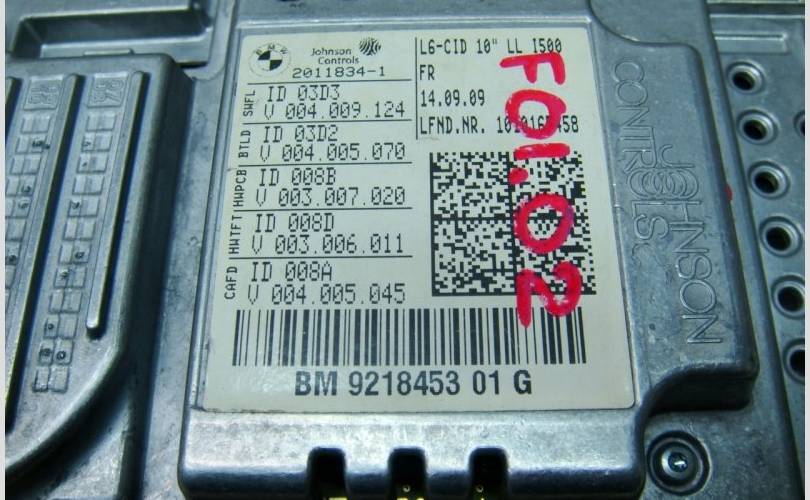 BMW
Johnson
Controls
2011834-1
SWFL ID 03D3
V 004.009.124
BTLD ID 03D2
V 004.005.070
HWPCB ID 008B
V 003.007.020
HWTFT ID 008D
V 003.006.011
CAFD ID 008A
V 004.005.045
L6-CID 10" LL I500
FR
14.09.09
LFND.NR.
F01.02
BM 9218453 01 G
JOHNSON
CONTROLS